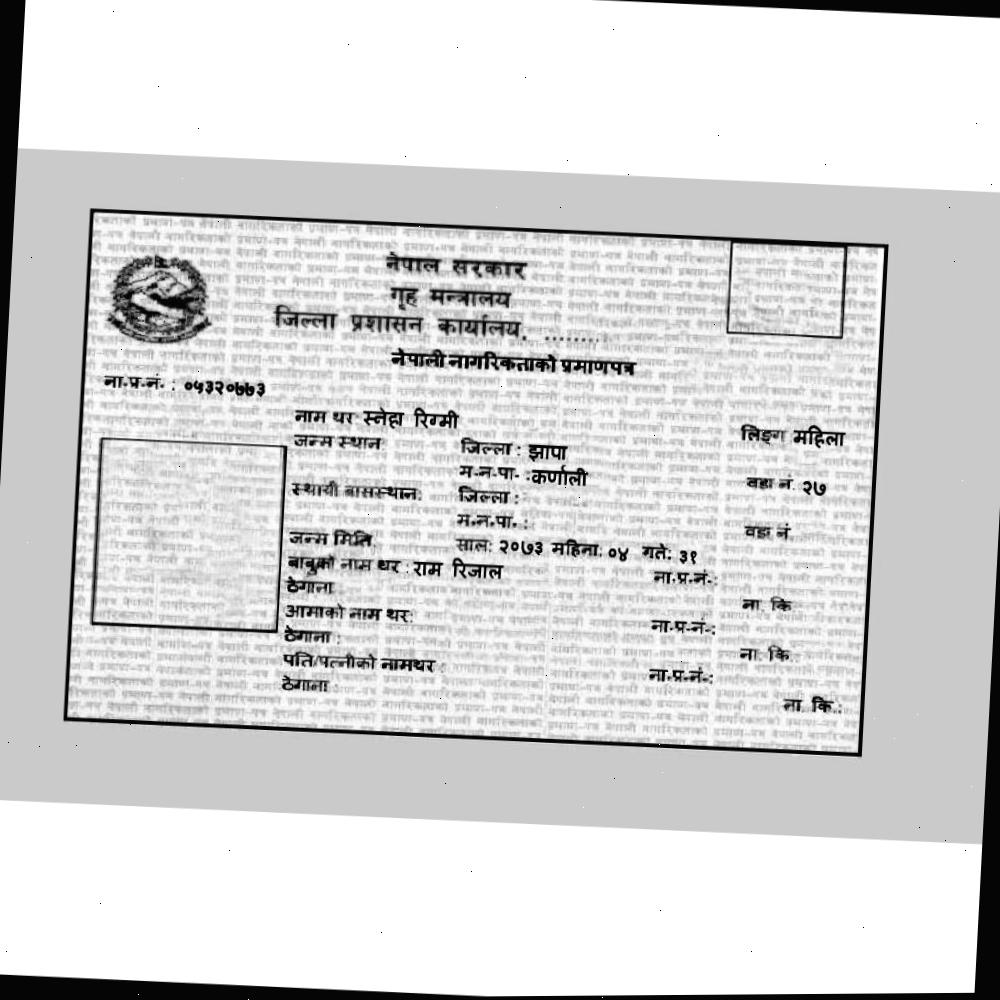 नेपाल सरकार
गृह मन्त्रालय
जिल्ला प्रशासन कार्यालय. .........
नेपाली नागरिकताको प्रमाणपत्र
ना.प्र.नं. : ०५३२०७७३
नाम थर स्नेहा रिग्मी लिङ्ग महिला
जन्म स्थान जिल्ला : झापा
म.न.पा. :कर्णाली वडा नं. २७
स्थायी बासस्थान: जिल्ला :
म.न.पा. : वडा नं
जन्म मिति साल: २०७३ महिना: ०४ गते: ३१
बाबुको नाम थर : राम रिजाल ना.प्र.नं.:
ठेगाना ना. कि
आमाको नाम थर: ना.प्र.नं.:
ठेगाना : ना. कि.
पति/पत्नीको नामथर : ना.प्र.नं.:
ठेगाना : ना. कि.: